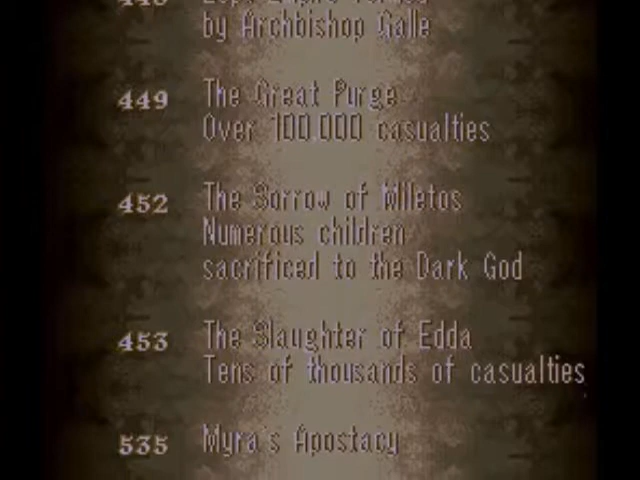 by Archbishop Galle
449 The Great Purge
Over 100,000 casualties
452 The Sorrow of Miletos
Numerous children
sacrificed to the Dark God
453 The Slaughter of Edda
Tens of thousands of casualties
535 Myra's Apostacy